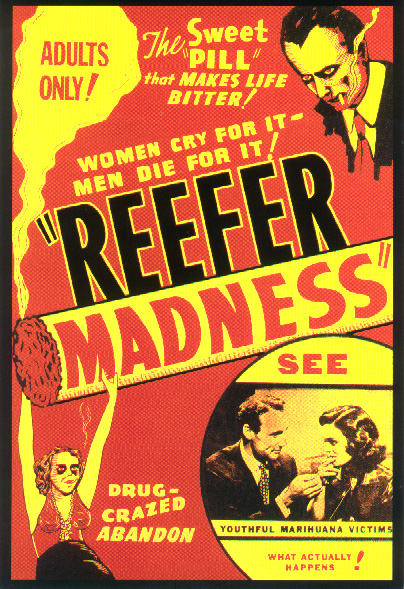 ADULTS
ONLY!
The Sweet
"PILL"
that MAKES LIFE
BITTER!
WOMEN CRY FOR IT-
MEN DIE FOR IT!
"REEFER
MADNESS"
SEE
DRUG-
CRAZED
ABANDON
YOUTHFUL MARIHUANA VICTIMS
WHAT ACTUALLY
HAPPENS!